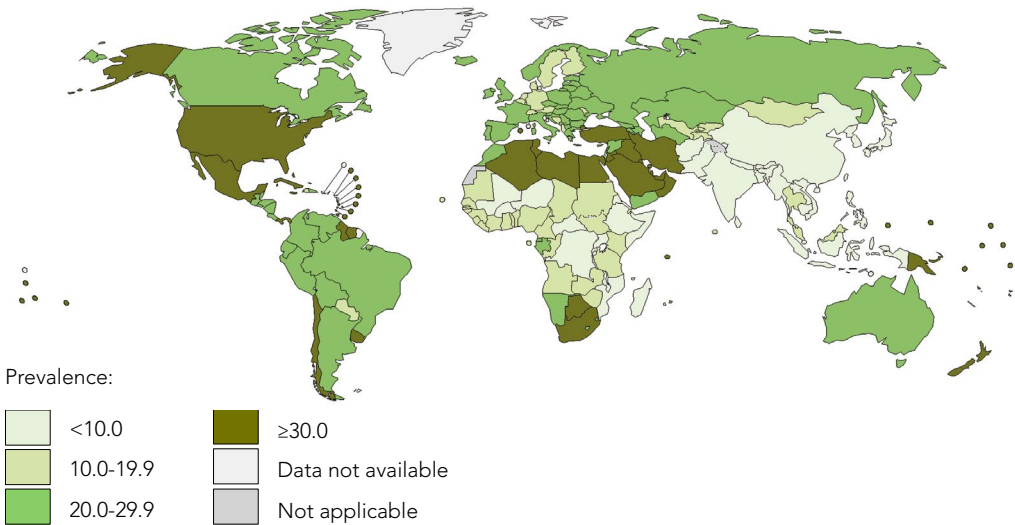 Prevalence:
<10.0
10.0-19.9
20.0-29.9
≥30.0
Data not available
Not applicable